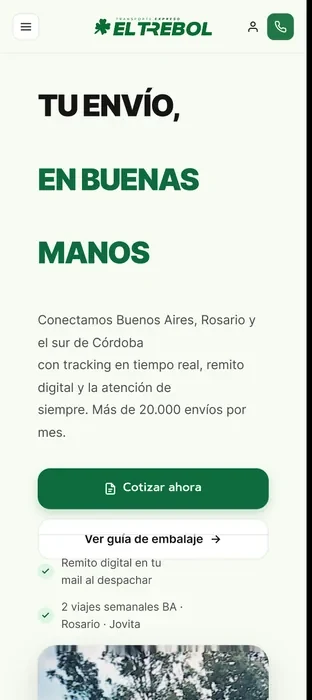 TRANSPORTE EXPRESO
EL TREBOL
TU ENVÍO,
EN BUENAS
MANOS
Conectamos Buenos Aires, Rosario y
el sur de Córdoba
con tracking en tiempo real, remito
digital y la atención de
siempre. Más de 20.000 envíos por
mes.
Cotizar ahora
Ver guía de embalaje →
Remito digital en tu
mail al despachar
2 viajes semanales BA ·
Rosario · Jovita